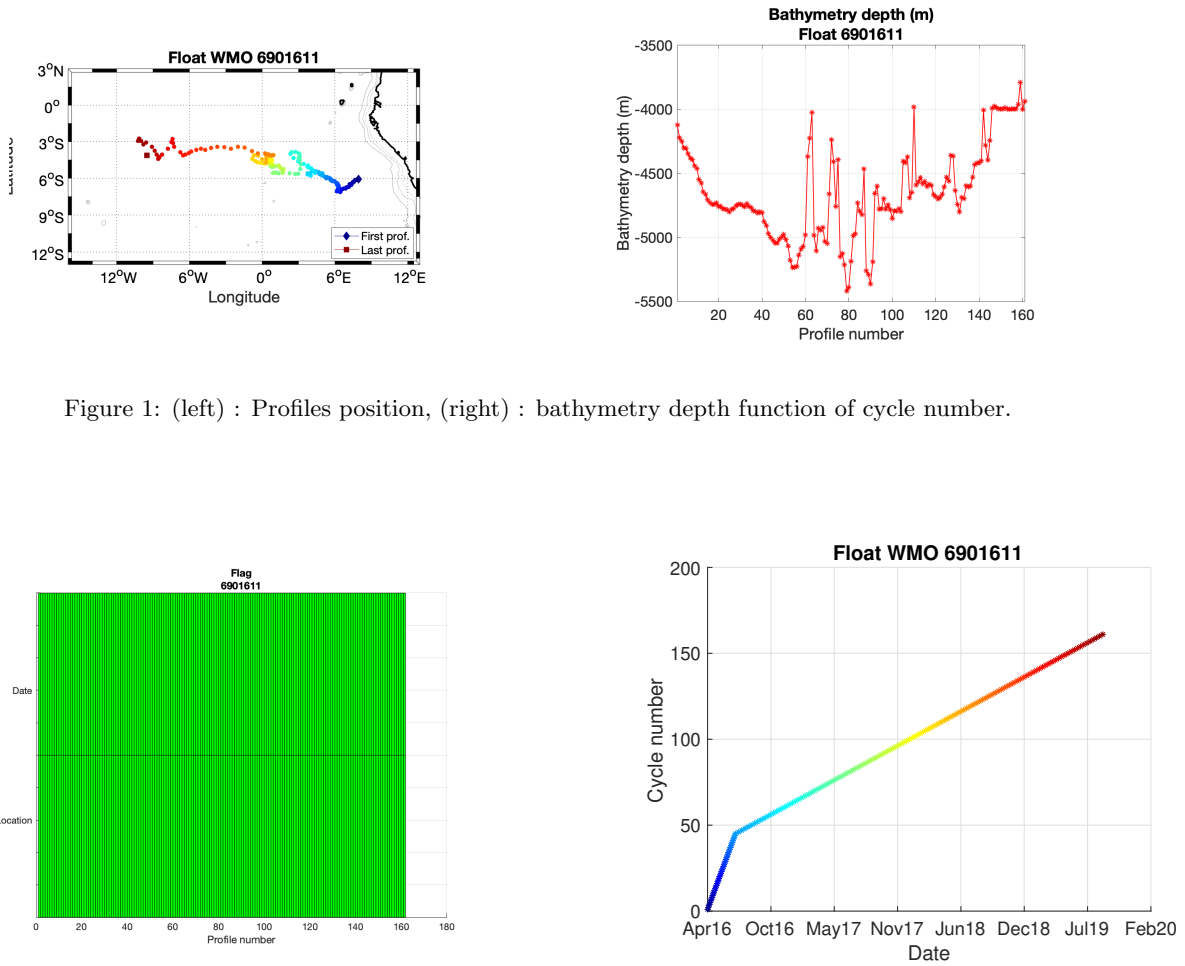 Float WMO 6901611
3°N
0°
3°S
6°S
9°S
12°S
12°W
6°W
0°
6°E
12°E
Longitude
First prof.
Last prof.
Bathymetry depth (m)
Float 6901611
Bathymetry depth (m)
-3500
-4000
-4500
-5000
-5500
20 40 60 80 100 120 140 160
Profile number
Figure 1: (left) : Profiles position, (right) : bathymetry depth function of cycle number.
Flag
6901611
Date
0 20 40 60 80 100 120 140 160 180
Profile number
Float WMO 6901611
Cycle number
200
150
100
50
0
Apr16 Oct16 May17 Nov17 Jun18 Dec18 Jul19 Feb20
Date